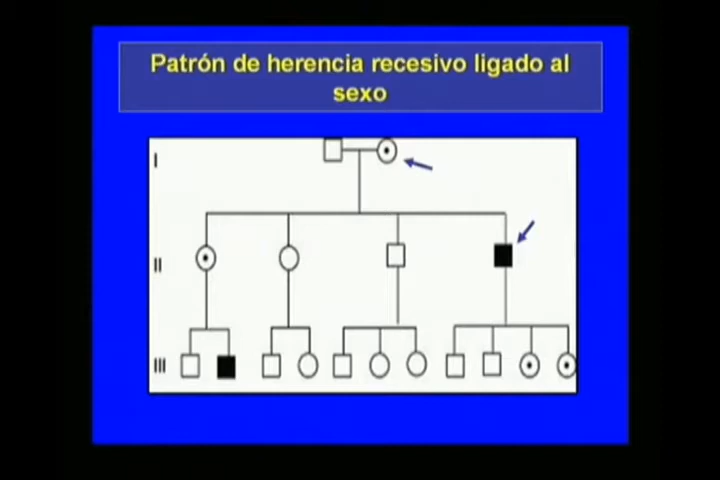 Patrón de herencia recesivo ligado al
sexo
I
II
III